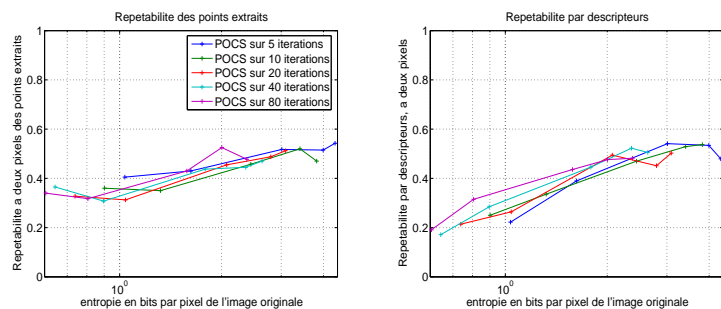 Repetabilite des points extraits
Repetabilite a deux pixels des points extraits
1
0.8
0.6
0.4
0.2
0
POCS sur 5 iterations
POCS sur 10 iterations
POCS sur 20 iterations
POCS sur 40 iterations
POCS sur 80 iterations
10^0
entropie en bits par pixel de l'image originale
Repetabilite par descripteurs
Repetabilite par descripteurs, a deux pixels
1
0.8
0.6
0.4
0.2
0
10^0
entropie en bits par pixel de l'image originale